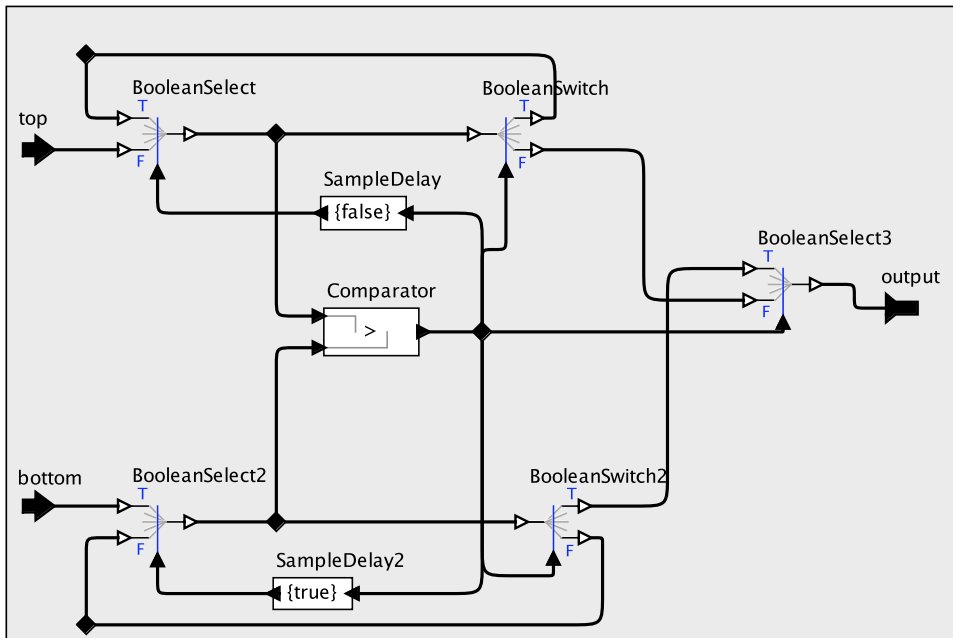 BooleanSelect
T
top
F
BooleanSwitch
T
F
SampleDelay
{false}
BooleanSelect3
T
F
output
Comparator
>
bottom
BooleanSelect2
T
F
BooleanSwitch2
T
F
SampleDelay2
{true}